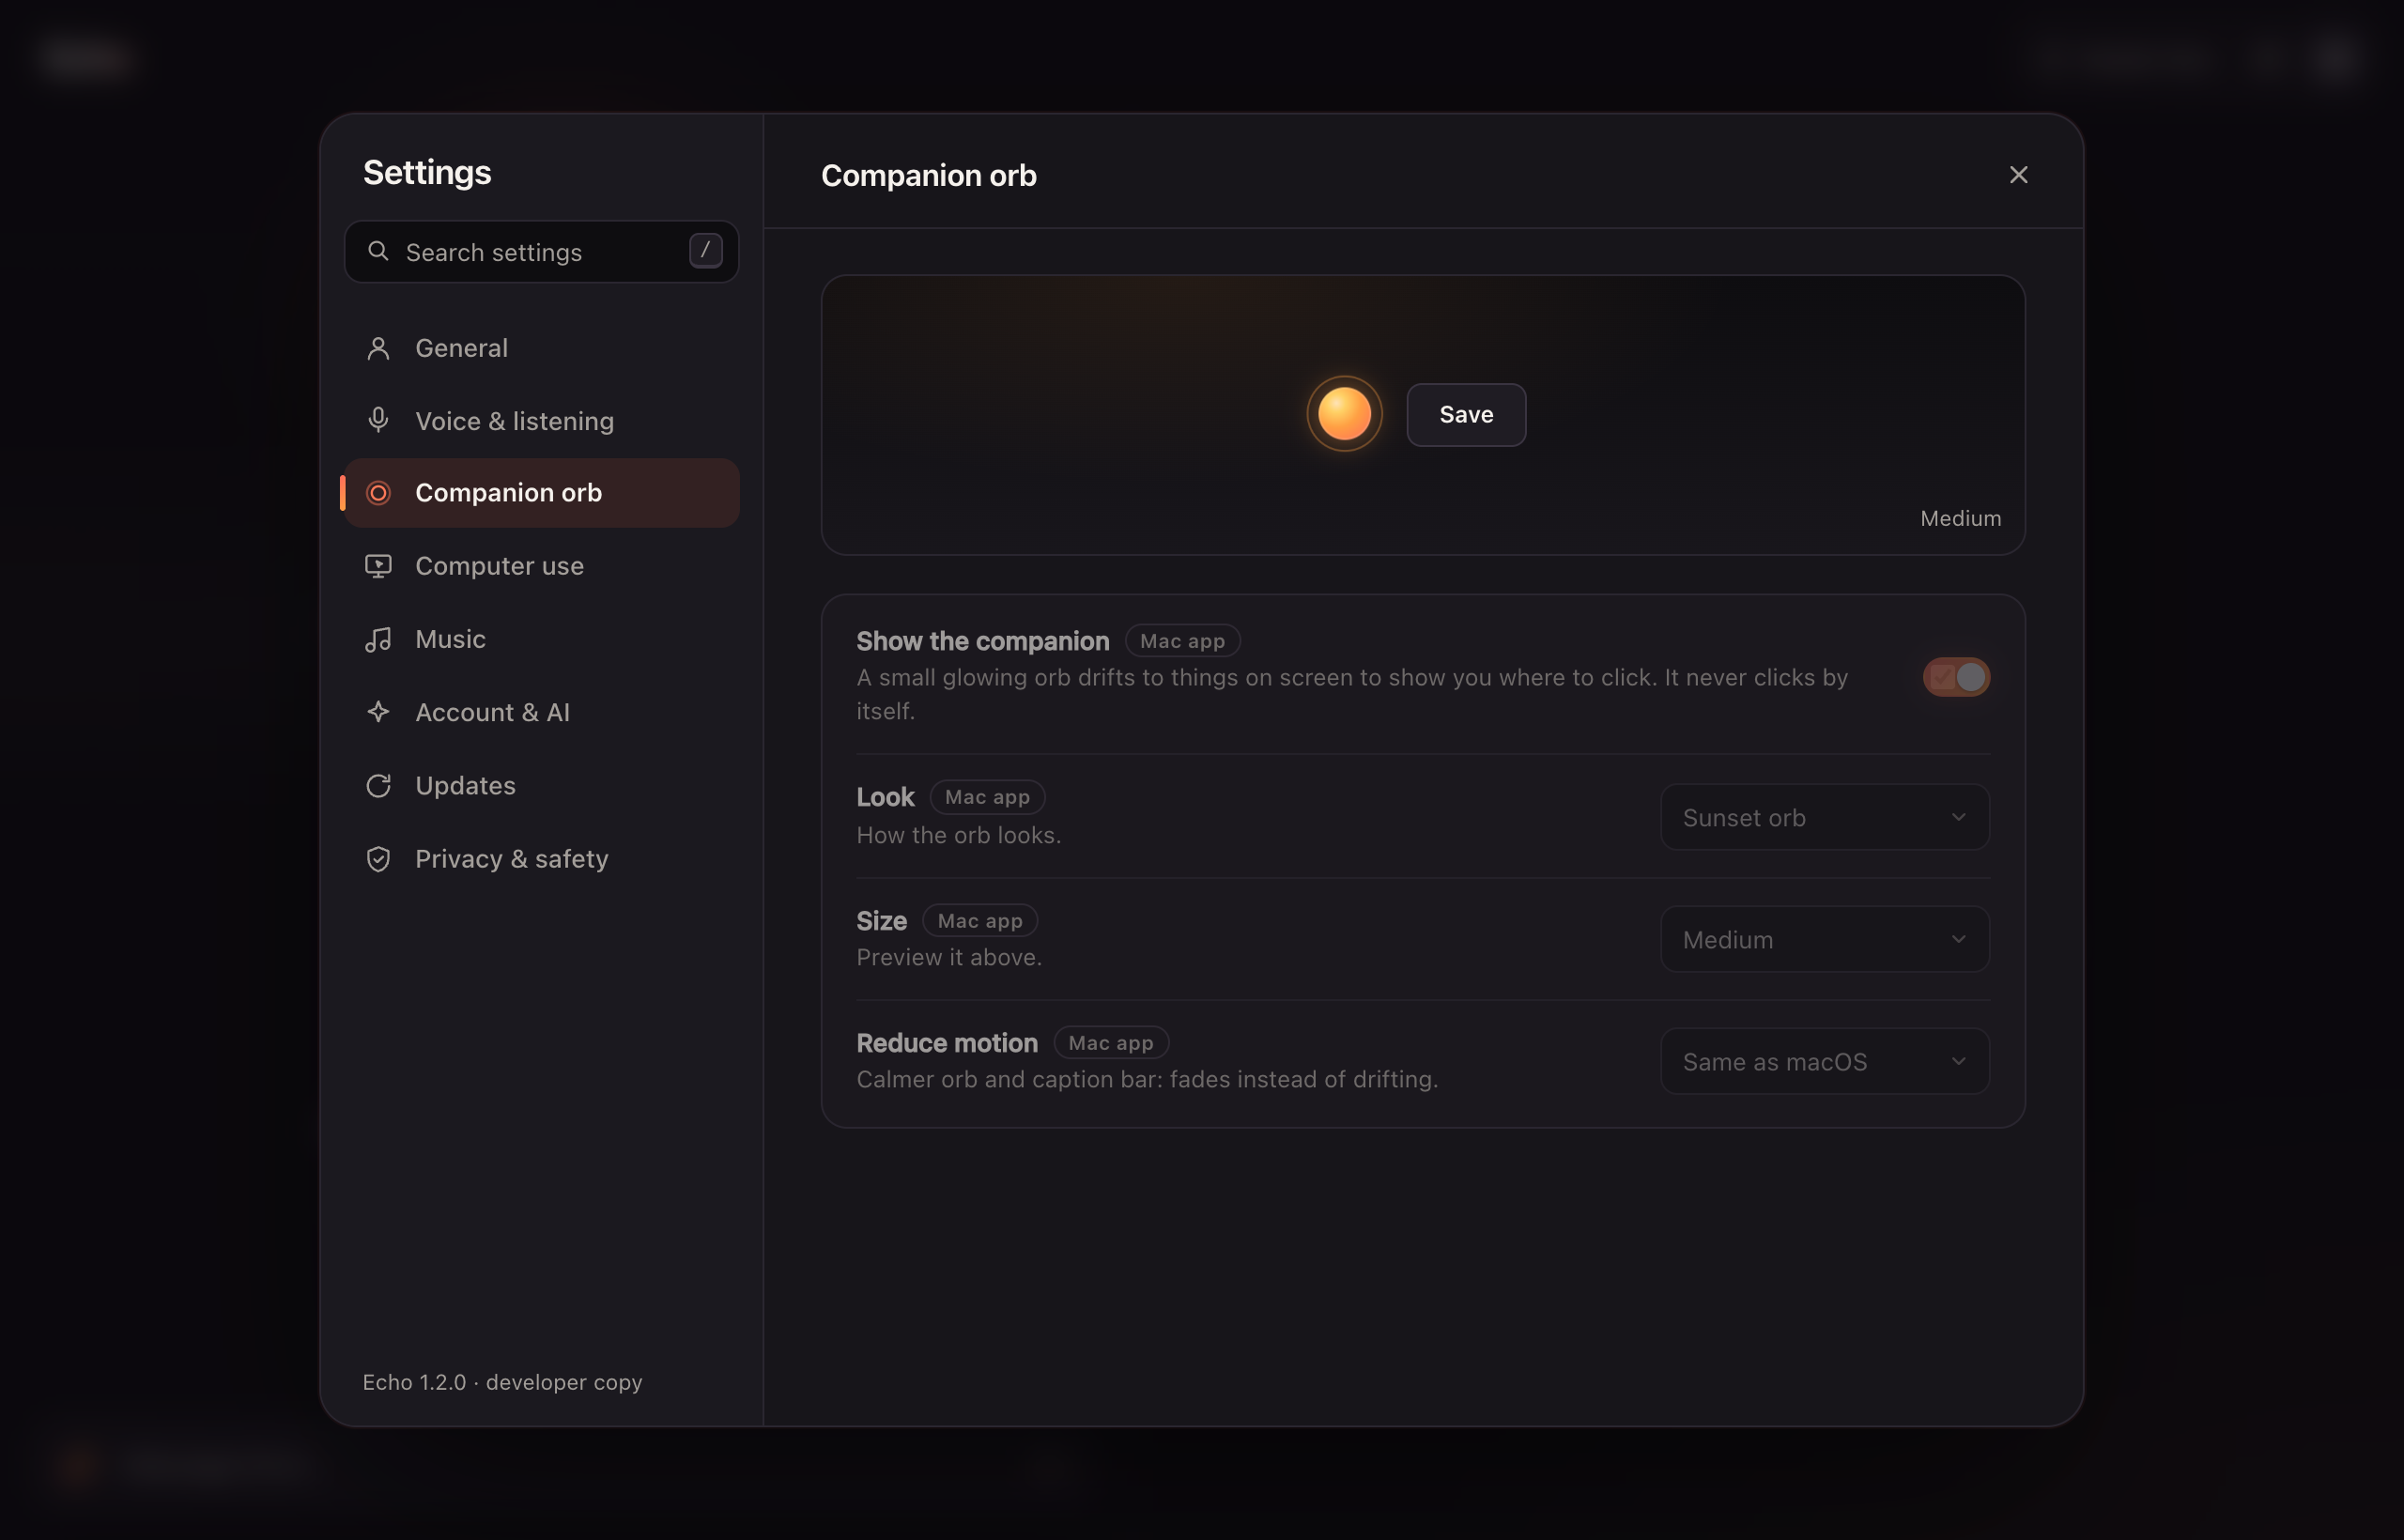 Settings
Search settings
/
General
Voice & listening
Companion orb
Computer use
Music
Account & AI
Updates
Privacy & safety
Echo 1.2.0 · developer copy
Companion orb
Save
Medium
Show the companion Mac app
A small glowing orb drifts to things on screen to show you where to click. It never clicks by
itself.
Look Mac app
How the orb looks.
Sunset orb
Size Mac app
Preview it above.
Medium
Reduce motion Mac app
Calmer orb and caption bar: fades instead of drifting.
Same as macOS